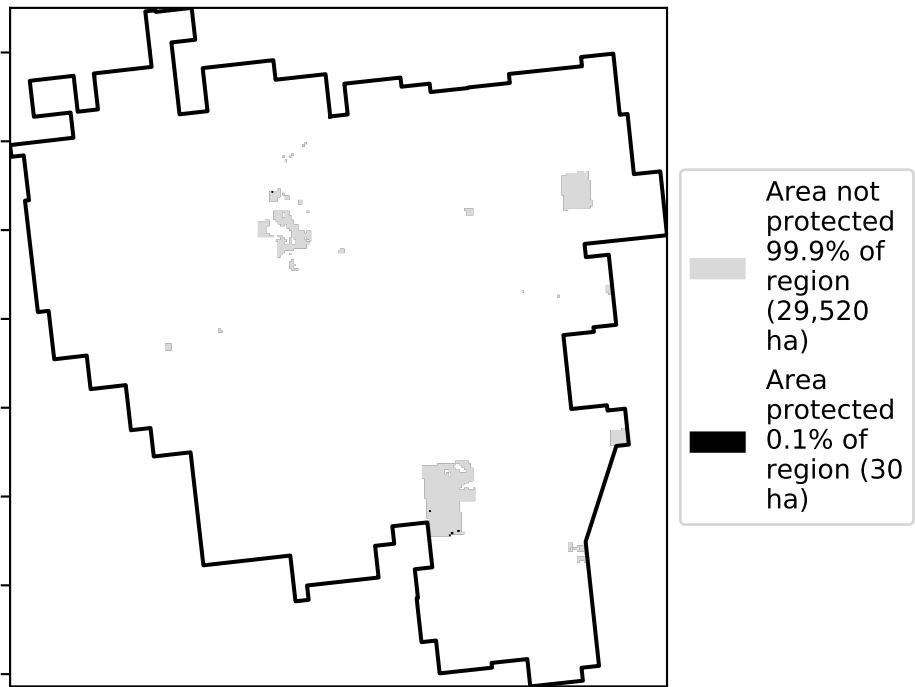 Area not
protected
99.9% of
region
(29,520
ha)
Area
protected
0.1% of
region (30
ha)